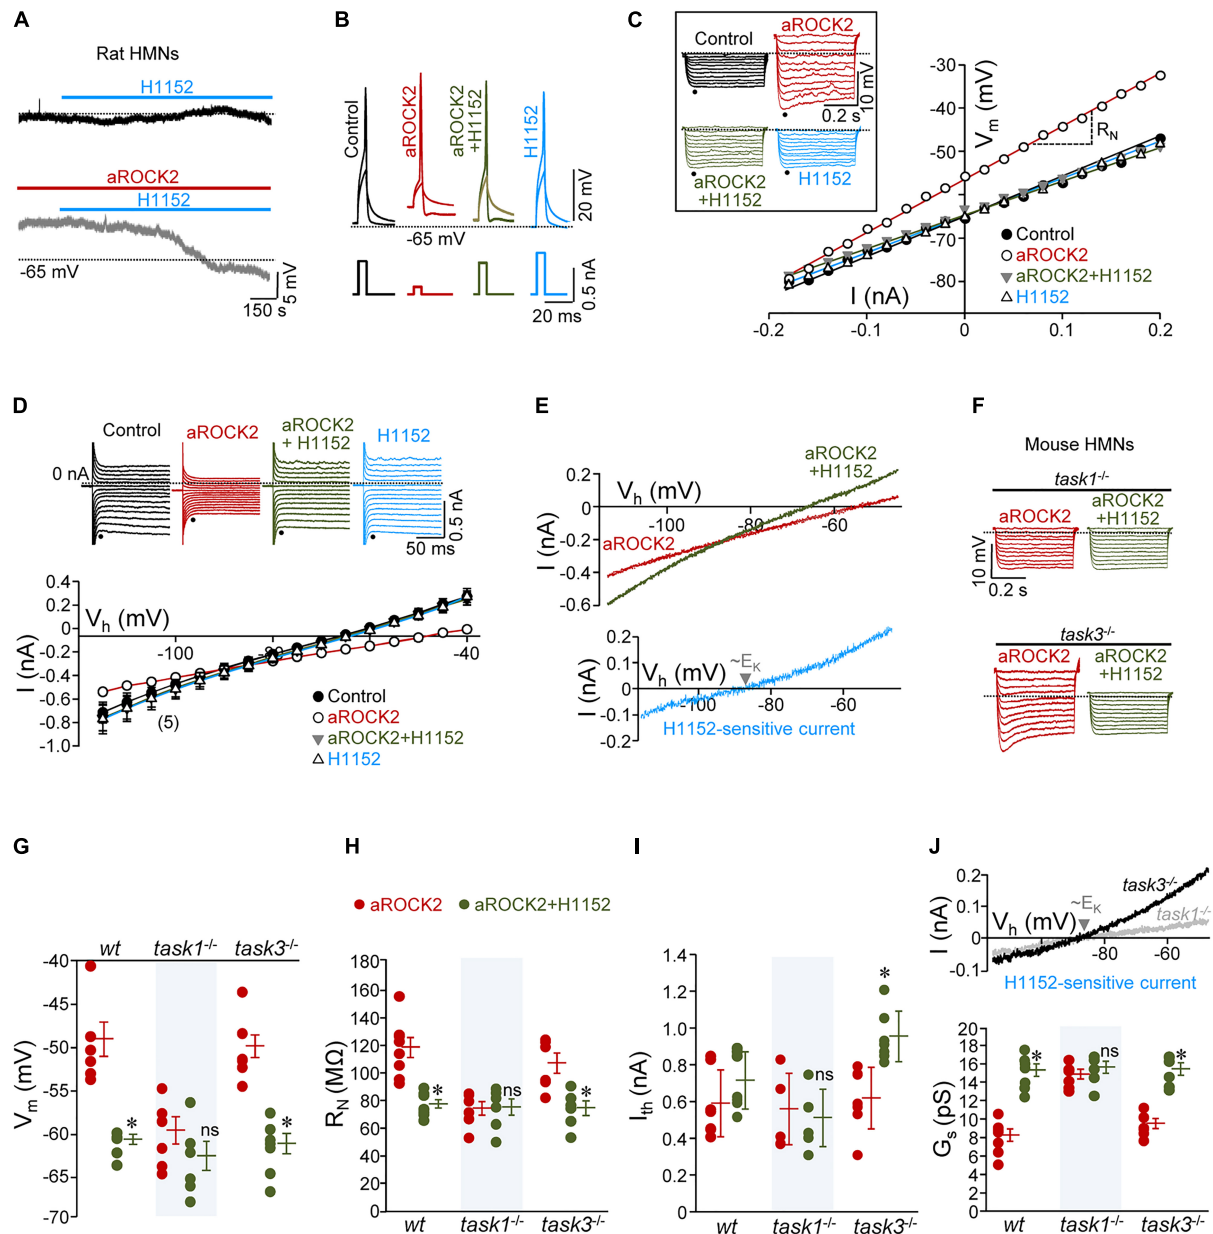 A
Rat HMNs
H1152
aROCK2
H1152
-65 mV
5 mV
150 s
B
Control
aROCK2
aROCK2
+H1152
H1152
20 mV
-65 mV
0.5 nA
20 ms
C
Control
aROCK2
10 mV
0.2 s
aROCK2
+H1152
H1152
Vm (mV)
-30
-40
-50
-70
-80
RN
Control
aROCK2
aROCK2+H1152
H1152
I (nA)
-0.2
-0.1
0
0.1
0.2
D
Control
aROCK2
aROCK2
+ H1152
H1152
0 nA
0.5 nA
50 ms
0.4
0.2
0
-0.2
-0.4
-0.6
-0.8
-1.0
I (nA)
Vh (mV)
-100
-40
(5)
Control
aROCK2
aROCK2+H1152
H1152
E
aROCK2
+H1152
0.2
0
-0.2
-0.4
-0.6
I (nA)
Vh (mV)
-100
-80
-60
aROCK2
0.2
0.1
0
-0.1
-0.2
I (nA)
Vh (mV)
~EK
-100
-80
-60
H1152-sensitive current
F
Mouse HMNs
task1-/-
aROCK2
aROCK2
+H1152
10 mV
0.2 s
task3-/-
aROCK2
aROCK2
+H1152
G
wt
task1-/-
task3-/-
-40
-45
-50
-55
-60
-65
-70
Vm (mV)
*
ns
*
H
aROCK2
aROCK2+H1152
180
160
140
120
100
80
60
40
20
0
RN (MΩ)
*
ns
*
wt
task1-/-
task3-/-
I
1.4
1.2
1.0
0.8
0.6
0.4
0.2
0
Ith (nA)
ns
*
wt
task1-/-
task3-/-
J
0.2
0.1
0
-0.1
I (nA)
Vh (mV)
~EK
task3-/-
task1-/-
-80
-60
H1152-sensitive current
20
18
16
14
12
10
8
6
4
2
0
Gs (pS)
*
ns
*
wt
task1-/-
task3-/-